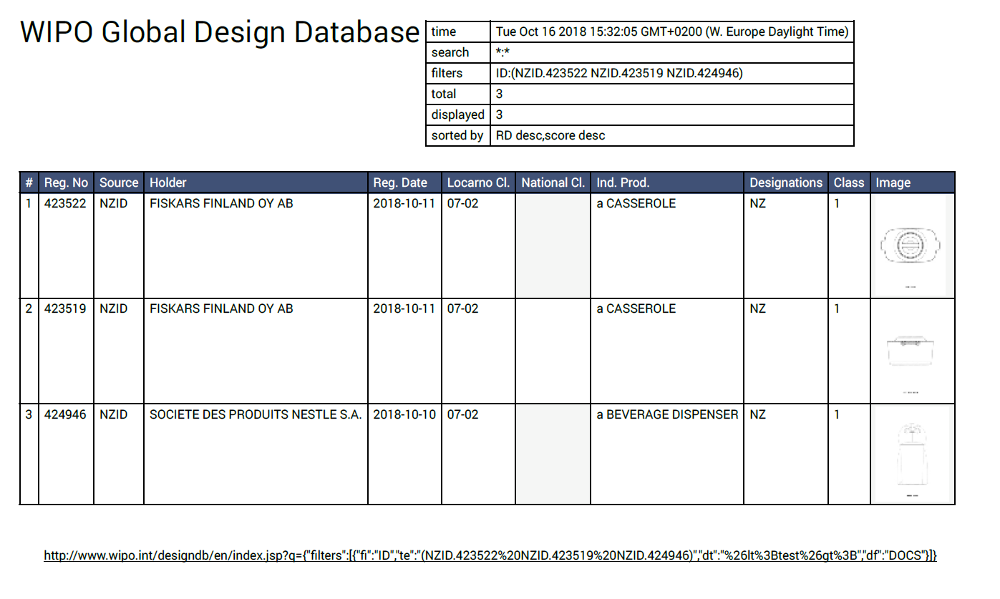 WIPO Global Design Database
time Tue Oct 16 2018 15:32:05 GMT+0200 (W. Europe Daylight Time)
search *:*
filters ID:(NZID.423522 NZID.423519 NZID.424946)
total 3
displayed 3
sorted by RD desc,score desc
# Reg. No Source Holder Reg. Date Locarno Cl. National Cl. Ind. Prod. Designations Class Image
1 423522 NZID FISKARS FINLAND OY AB 2018-10-11 07-02 a CASSEROLE NZ 1
2 423519 NZID FISKARS FINLAND OY AB 2018-10-11 07-02 a CASSEROLE NZ 1
3 424946 NZID SOCIETE DES PRODUITS NESTLE S.A. 2018-10-10 07-02 a BEVERAGE DISPENSER NZ 1
http://www.wipo.int/designdb/en/index.jsp?q={"filters":[{"fi":"ID","te":"(NZID.423522%20NZID.423519%20NZID.424946)","dt":"%26lt%3Btest%26gt%3B","df":"DOCS"}]}